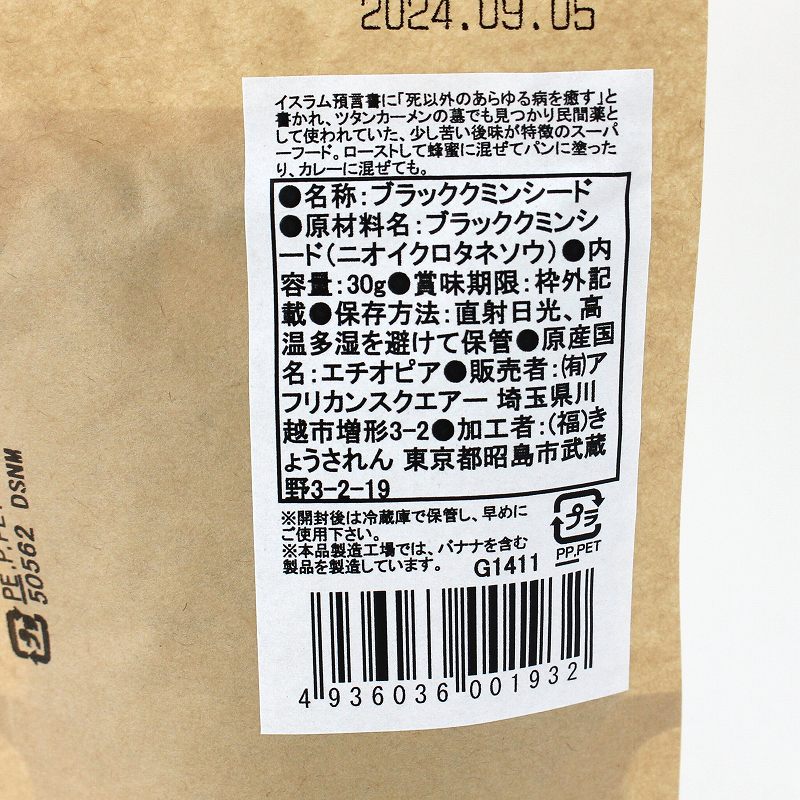 2024.09.05
イスラム預言書に「死以外のあらゆる病を癒す」と
書かれ、ツタンカーメンの墓でも見つかり民間薬と
して使われていた、少し苦い後味が特徴のスーパ
ーフード。ローストして蜂蜜に混ぜてパンに塗った
り、カレーに混ぜても。
●名称:ブラッククミンシード
●原材料名:ブラッククミンシ
ード(ニオイクロタネソウ)●内
容量:30g●賞味期限:枠外記
載●保存方法:直射日光、高
温多湿を避けて保管●原産国
名:エチオピア●販売者:㈲ア
フリカンスクエアー 埼玉県川
越市増形3-2●加工者:(福)き
ょうされん 東京都昭島市武蔵
野3-2-19
※開封後は冷蔵庫で保管し、早めに
ご使用下さい。
※本品製造工場では、バナナを含む
製品を製造しています。
G1411
プラ
PP.PET
4 936036 001932
プラ
PE.P.PET
50562 DSNM